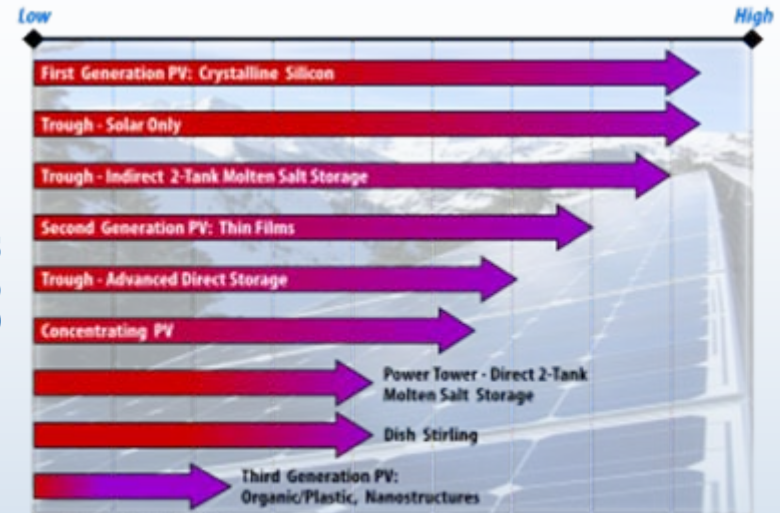 Low
High
First Generation PV: Crystalline Silicon
Trough - Solar Only
Trough - Indirect 2-Tank Molten Salt Storage
Second Generation PV: Thin Films
Trough - Advanced Direct Storage
Concentrating PV
Power Tower - Direct 2-Tank
Molten Salt Storage
Dish Stirling
Third Generation PV:
Organic/Plastic, Nanostructures